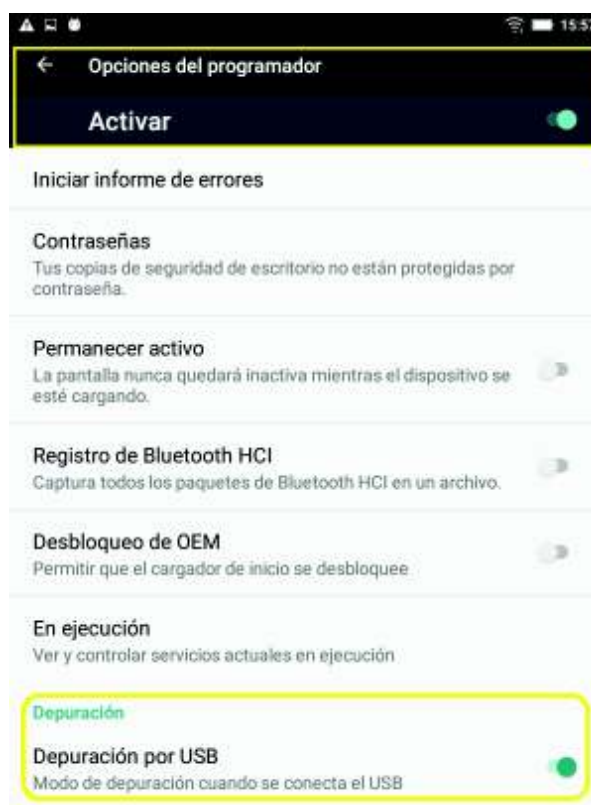 15:57
Opciones del programador
Activar
Iniciar informe de errores
Contraseñas
Tus copias de seguridad de escritorio no están protegidas por
contraseña.
Permanecer activo
La pantalla nunca quedará inactiva mientras el dispositivo se
esté cargando.
Registro de Bluetooth HCI
Captura todos los paquetes de Bluetooth HCI en un archivo.
Desbloqueo de OEM
Permitir que el cargador de inicio se desbloquee
En ejecución
Ver y controlar servicios actuales en ejecución
Depuración
Depuración por USB
Modo de depuración cuando se conecta el USB